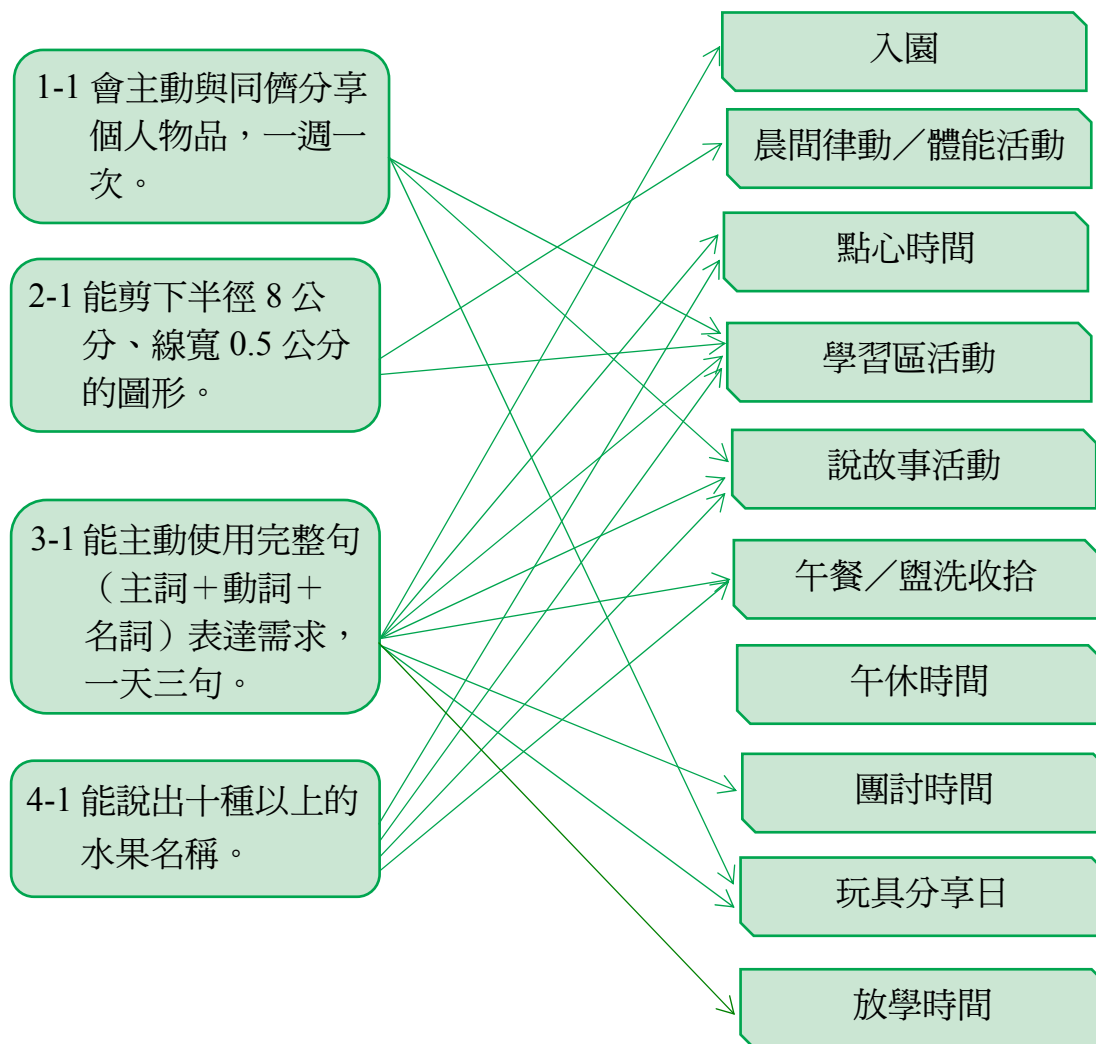 1-1 會主動與同儕分享
個人物品，一週一
次。
2-1 能剪下半徑 8 公
分、線寬 0.5 公分
的圖形。
3-1 能主動使用完整句
（主詞＋動詞＋
名詞）表達需求，
一天三句。
4-1 能說出十種以上的
水果名稱。
入園
晨間律動／體能活動
點心時間
學習區活動
說故事活動
午餐／盥洗收拾
午休時間
團討時間
玩具分享日
放學時間